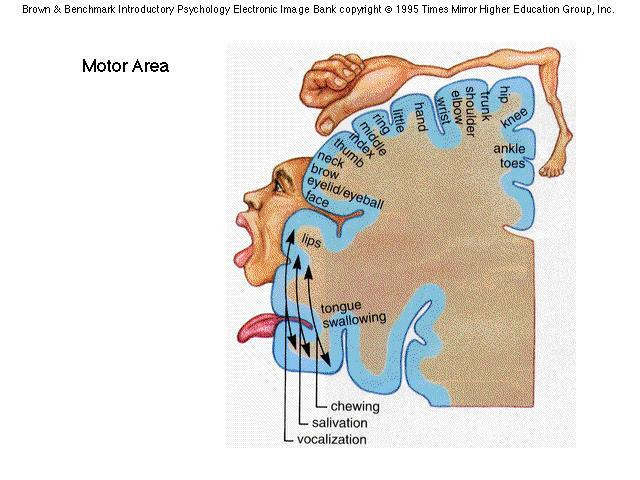 Brown & Benchmark Introductory Psychology Electronic Image Bank copyright © 1995 Times Mirror Higher Education Group, Inc.
Motor Area
hip
knee
ankle
toes
trunk
shoulder
elbow
wrist
hand
little
ring
middle
index
thumb
neck
brow
eyelid/eyeball
face
lips
tongue
swallowing
chewing
salivation
vocalization